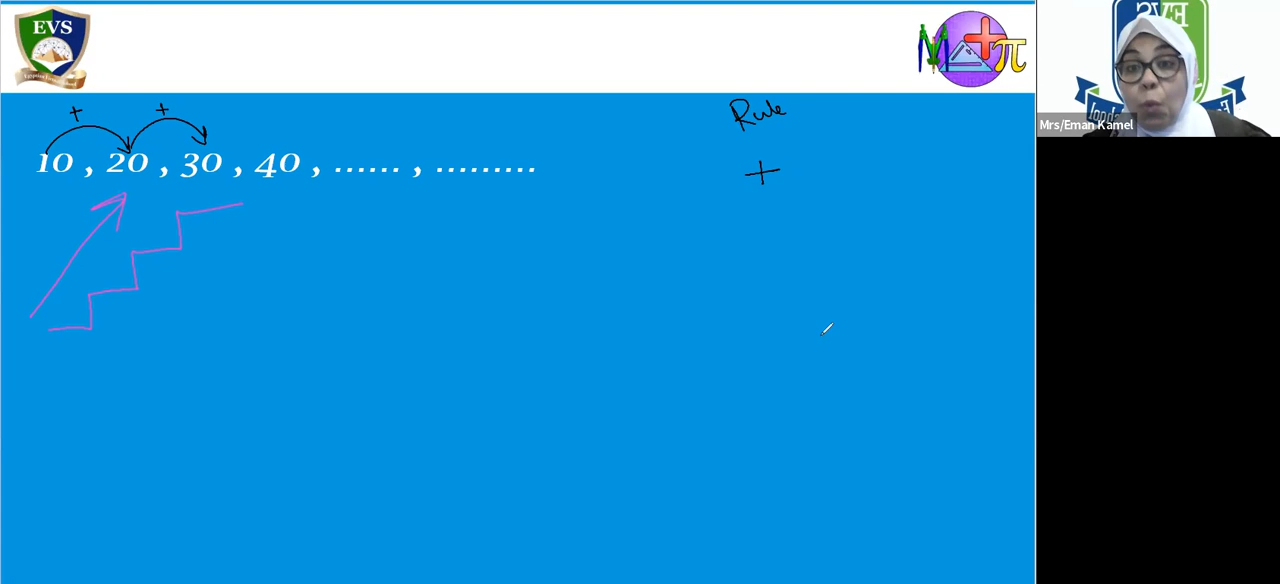 EVS
M+π
Mrs/Eman Kamel
+ +
Rule
10 , 20 , 30 , 40 , ...... , .........
+